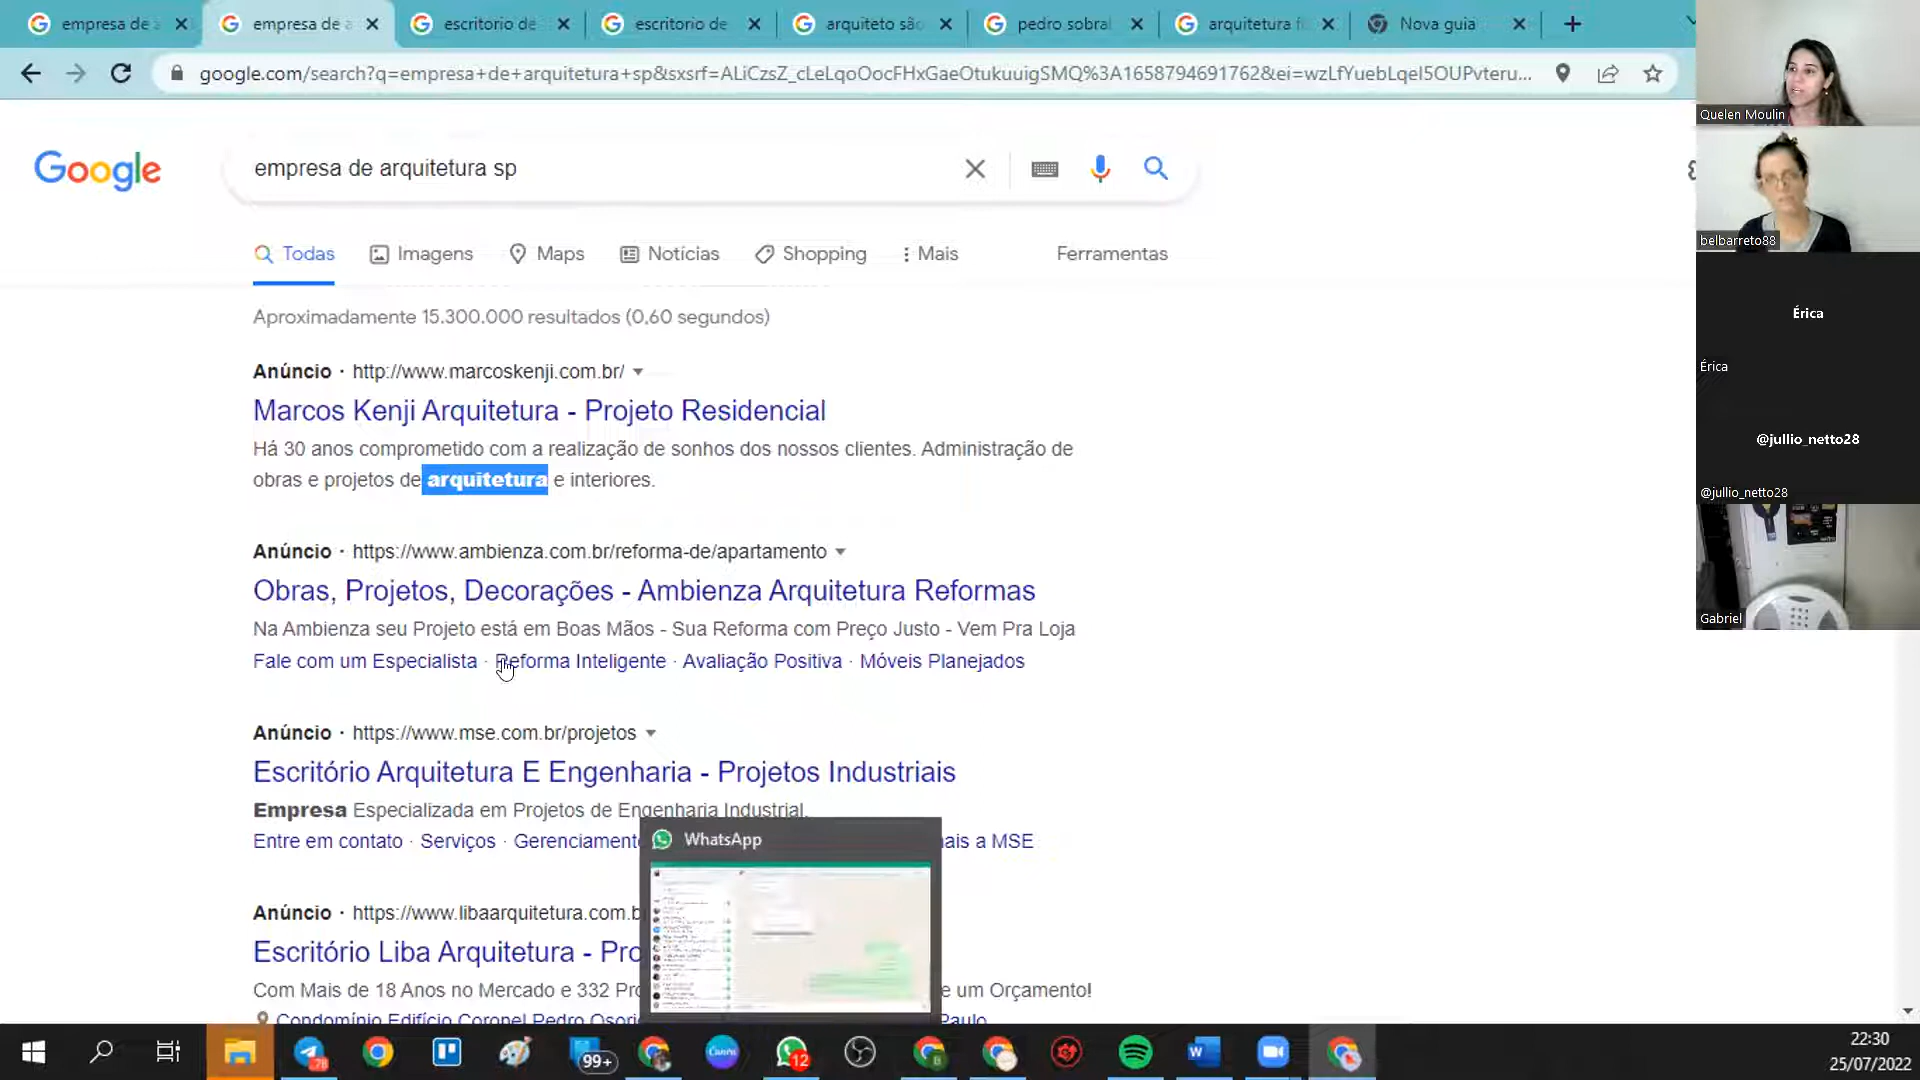 empresa de a
empresa de a
escritorio de
escritorio de
arquiteto são
pedro sobral
arquitetura f
Nova guia
google.com/search?q=empresa+de+arquitetura+sp&sxsrf=ALiCzsZ_cLeLqoOocFHxGaeOtukuuigSMQ%3A1658794691762&ei=wzLfYuebLqeI5OUPvteru...
Quelen Moulin
Google
empresa de arquitetura sp
belbarreto88
Todas
Imagens
Maps
Notícias
Shopping
Mais
Ferramentas
Aproximadamente 15.300.000 resultados (0,60 segundos)
Érica
Érica
Anúncio · http://www.marcoskenji.com.br/
Marcos Kenji Arquitetura - Projeto Residencial
Há 30 anos comprometido com a realização de sonhos dos nossos clientes. Administração de
obras e projetos de arquitetura e interiores.
@jullio_netto28
@jullio_netto28
Anúncio · https://www.ambienza.com.br/reforma-de/apartamento
Obras, Projetos, Decorações - Ambienza Arquitetura Reformas
Na Ambienza seu Projeto está em Boas Mãos - Sua Reforma com Preço Justo - Vem Pra Loja
Fale com um Especialista · Reforma Inteligente · Avaliação Positiva · Móveis Planejados
Gabriel
Anúncio · https://www.mse.com.br/projetos
Escritório Arquitetura E Engenharia - Projetos Industriais
Empresa Especializada em Projetos de Engenharia Industrial.
Entre em contato · Serviços · Gerenciamento
ais a MSE
WhatsApp
Anúncio · https://www.libaarquitetura.com.b
Escritório Liba Arquitetura - Pro
Com Mais de 18 Anos no Mercado e 332 Pro
e um Orçamento!
Condomínio Edifício Coronel Pedro Osori
Paulo
99+
Canva
12
22:30
25/07/2022